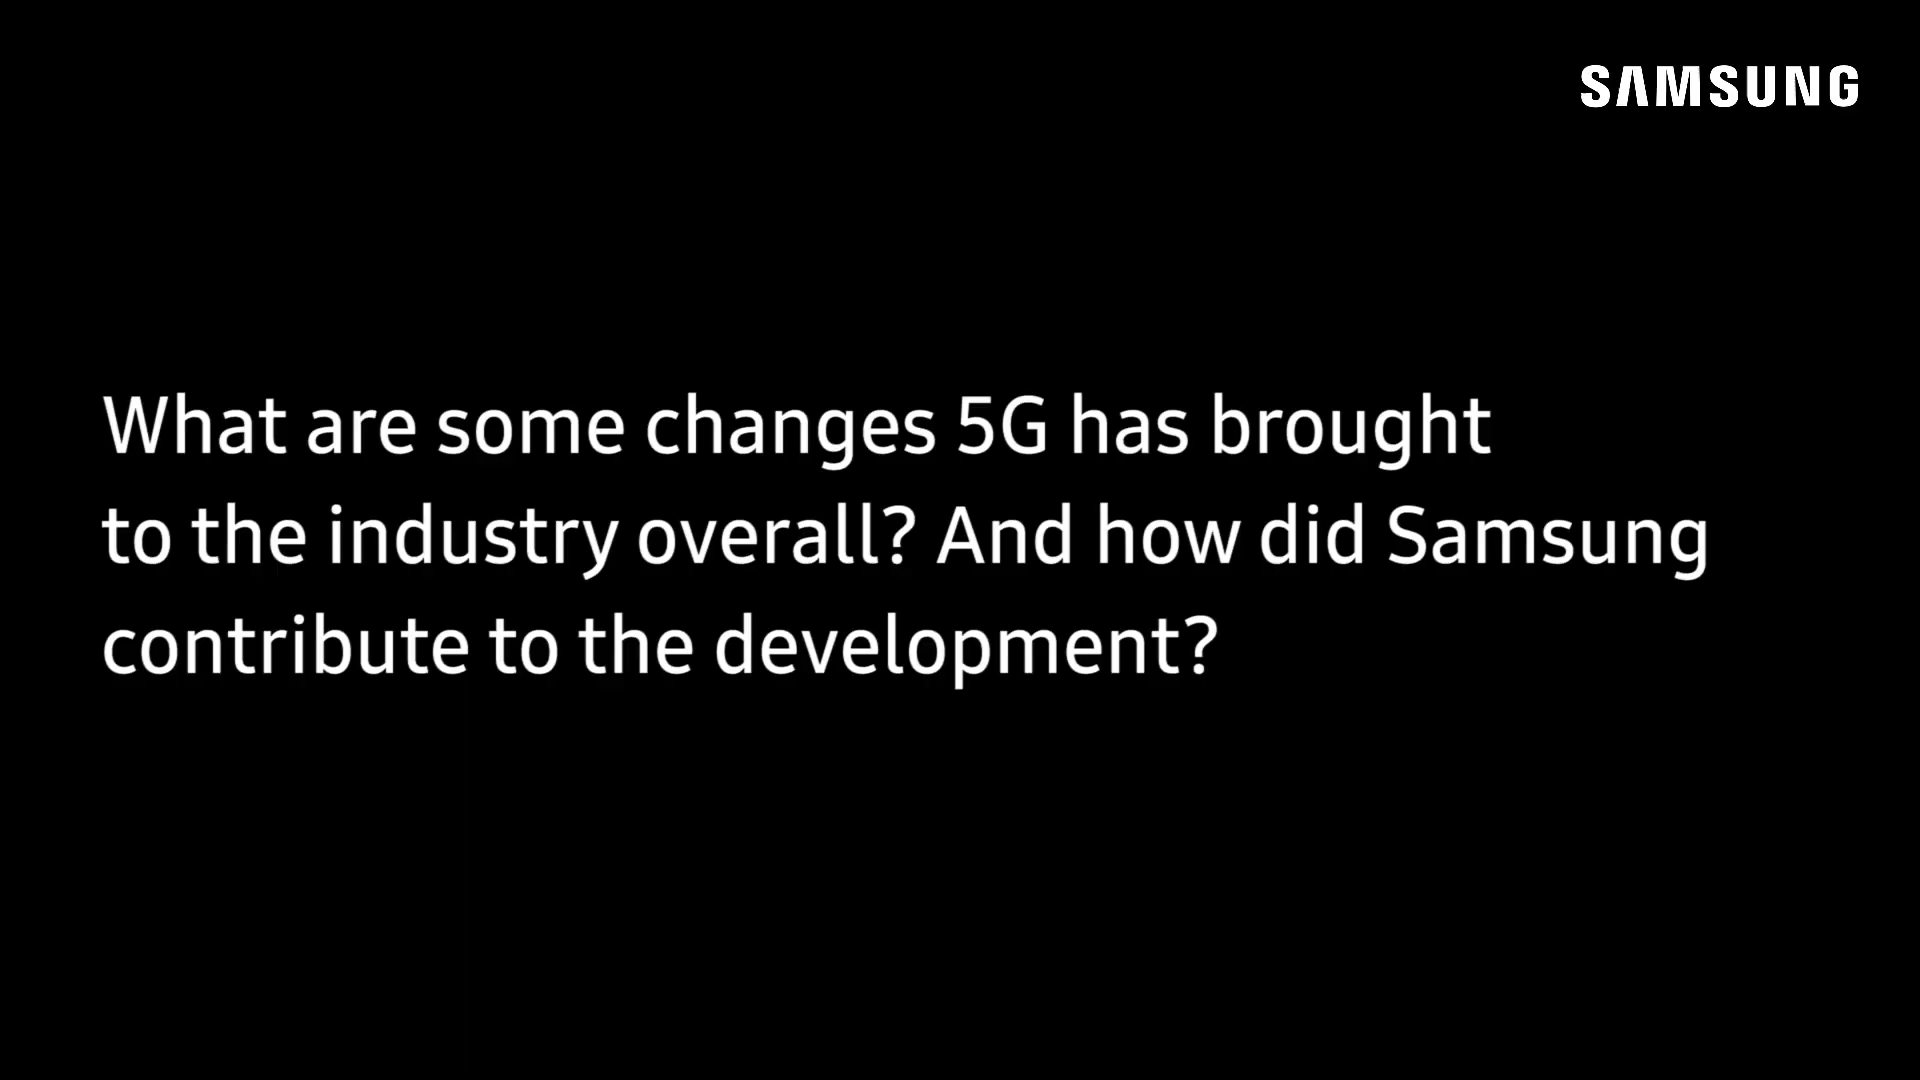 SAMSUNG
What are some changes 5G has brought
to the industry overall? And how did Samsung
contribute to the development?